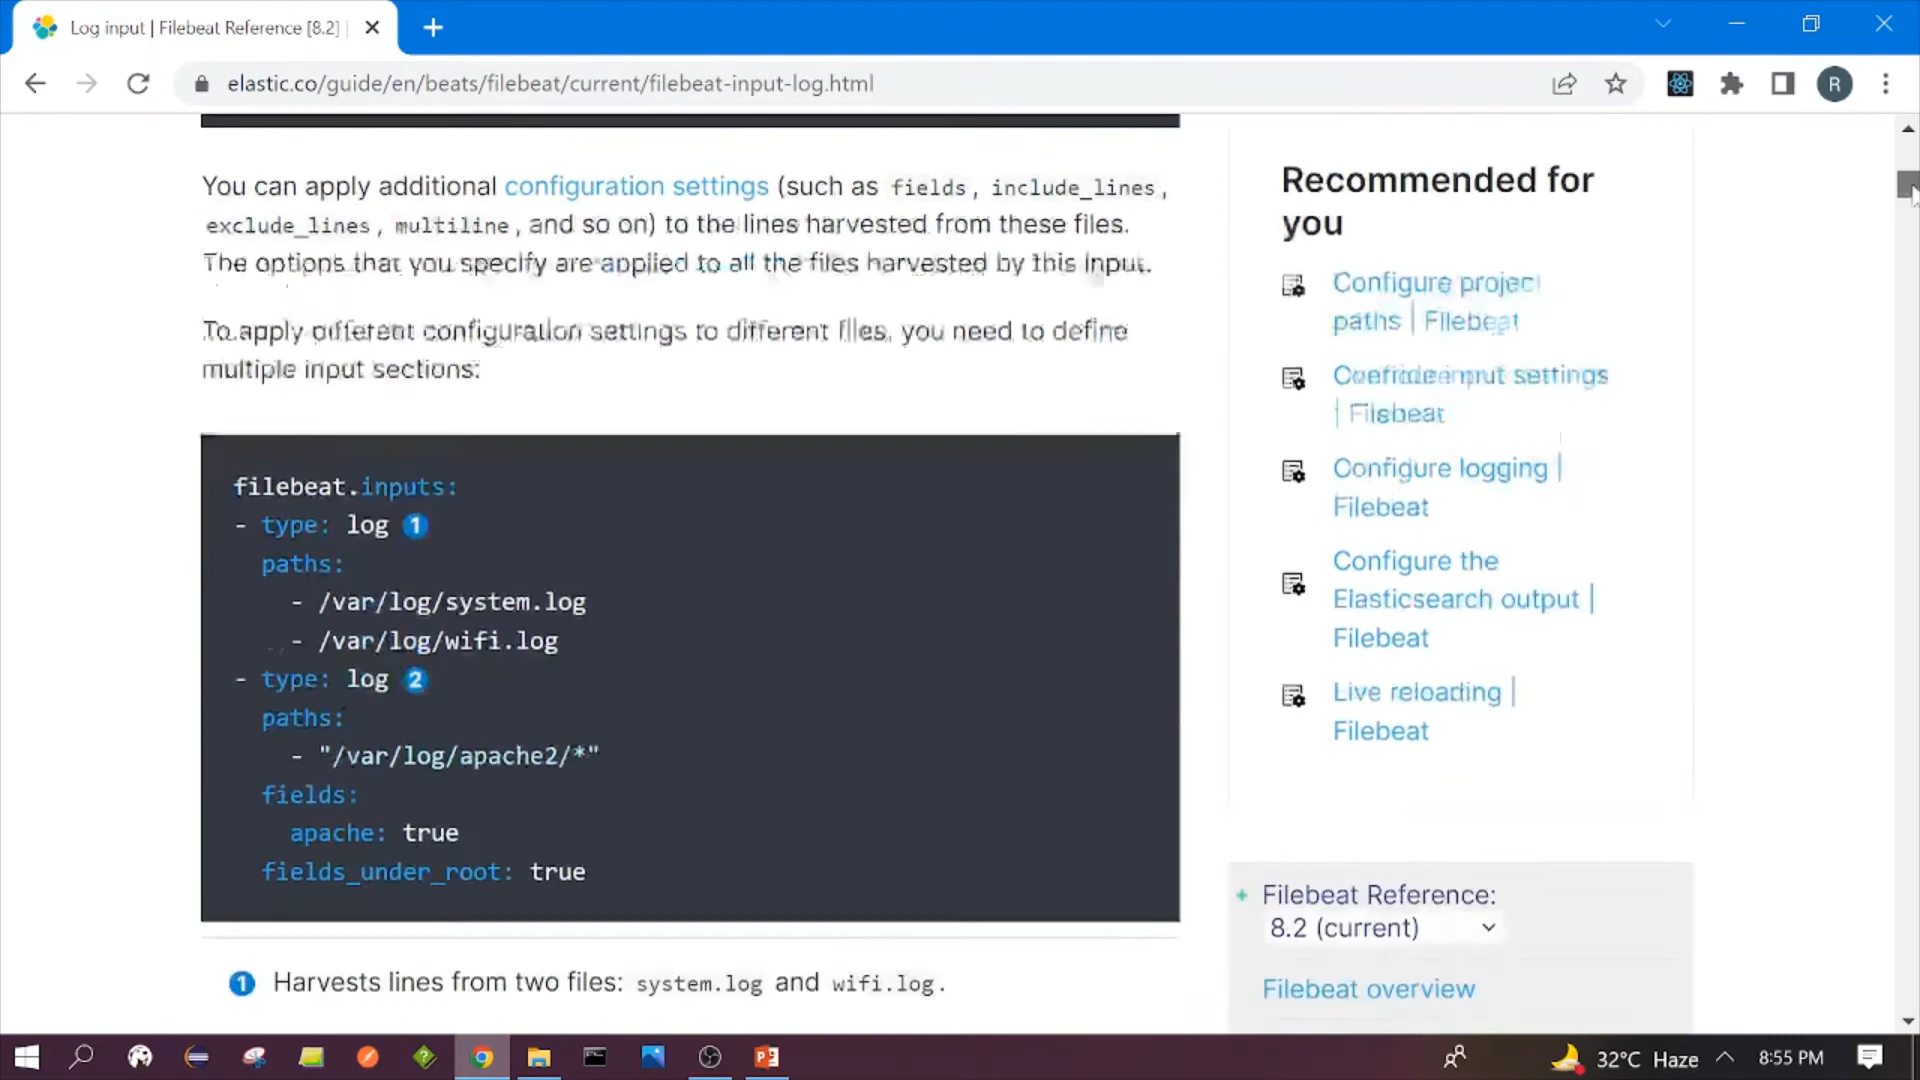 Log input | Filebeat Reference [8.2] |
elastic.co/guide/en/beats/filebeat/current/filebeat-input-log.html
R
You can apply additional configuration settings (such as fields, include_lines,
exclude_lines, multiline, and so on) to the lines harvested from these files.
The options that you specify are applied to all the files harvested by this input.
To apply different configuration settings to different files, you need to define
multiple input sections:
filebeat.inputs:
- type: log 1
paths:
- /var/log/system.log
- /var/log/wifi.log
- type: log 2
paths:
- "/var/log/apache2/*"
fields:
apache: true
fields_under_root: true
1 Harvests lines from two files: system.log and wifi.log.
Recommended for
you
Configure project
paths | Filebeat
input settings
| Filebeat
Configure logging |
Filebeat
Configure the
Elasticsearch output |
Filebeat
Live reloading |
Filebeat
+ Filebeat Reference:
8.2 (current)
Filebeat overview
32°C Haze
8:55 PM